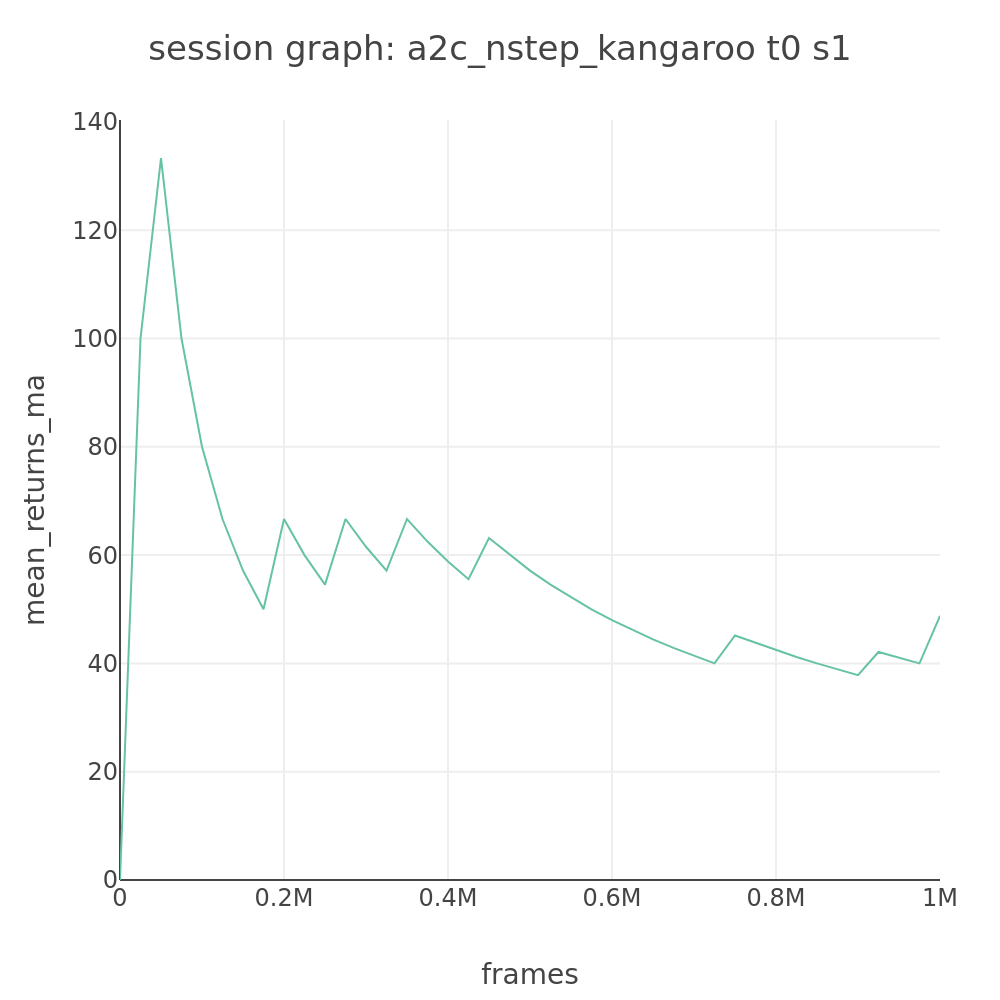 session graph: a2c_nstep_kangaroo t0 s1
140
120
100
80
60
40
20
0
mean_returns_ma
0
0.2M
0.4M
0.6M
0.8M
1M
frames